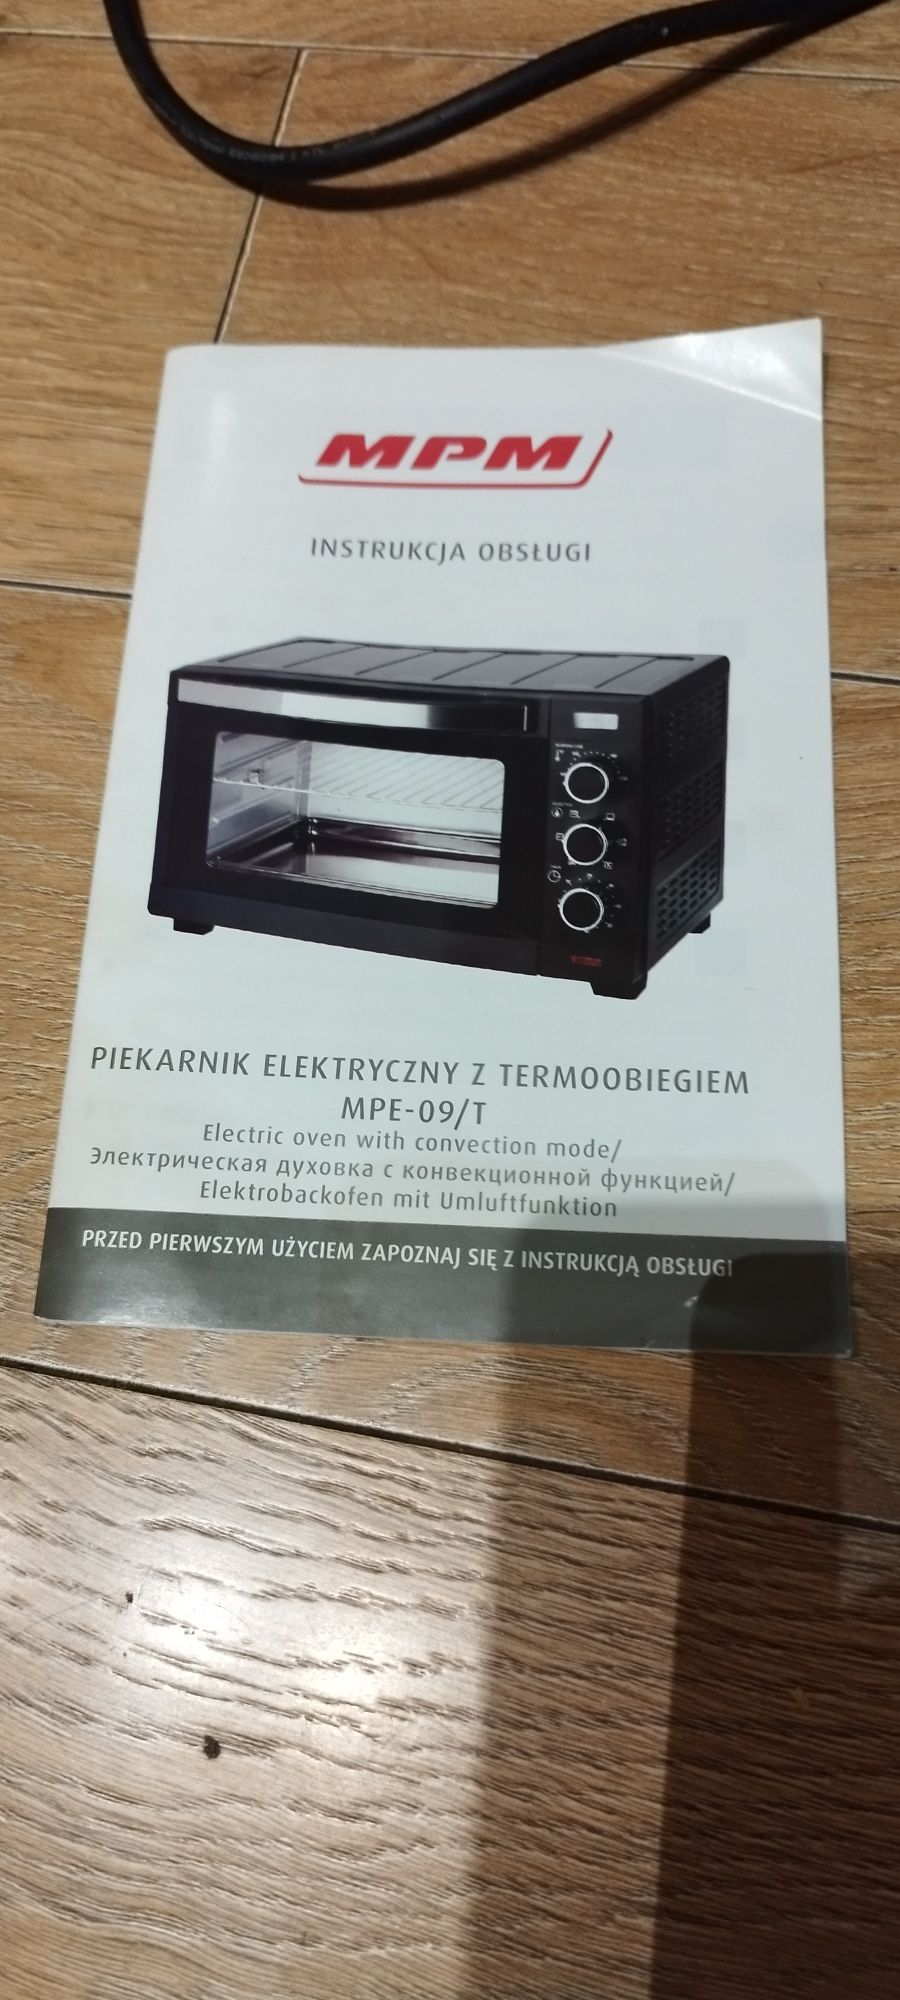 MPM
INSTRUKCJA OBSŁUGI
PIEKARNIK ELEKTRYCZNY Z TERMOOBIEGIEM
MPE-09/T
Electric oven with convection mode/
Электрическая духовка с конвекционной функцией/
Elektrobackofen mit Umluftfunktion
PRZED PIERWSZYM UŻYCIEM ZAPOZNAJ SIĘ Z INSTRUKCJĄ OBSŁUGI